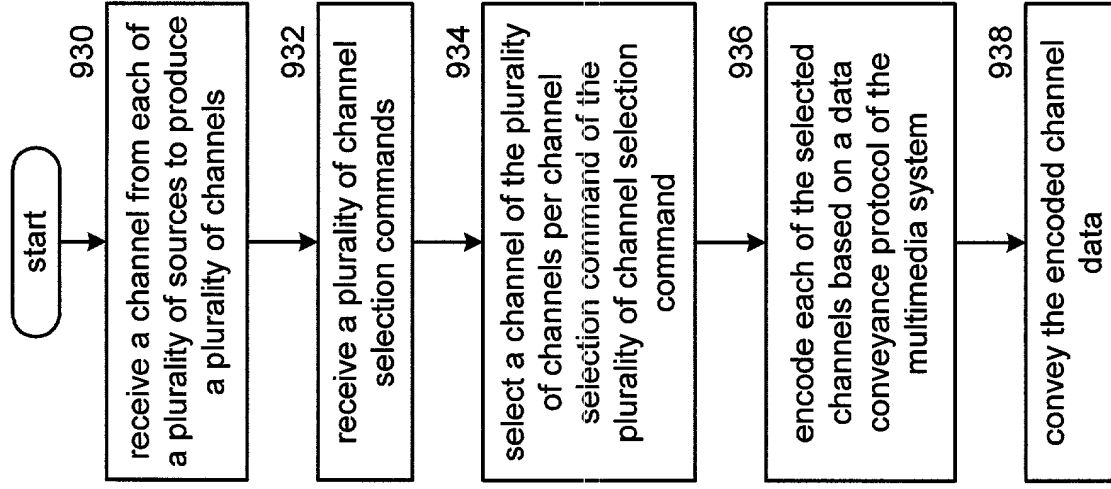 start
930
receive a channel from each of
a plurality of sources to produce
a plurality of channels
932
receive a plurality of channel
selection commands
934
select a channel of the plurality
of channels per channel
selection command of the
plurality of channel selection
command
936
encode each of the selected
channels based on a data
conveyance protocol of the
multimedia system
938
convey the encoded channel
data